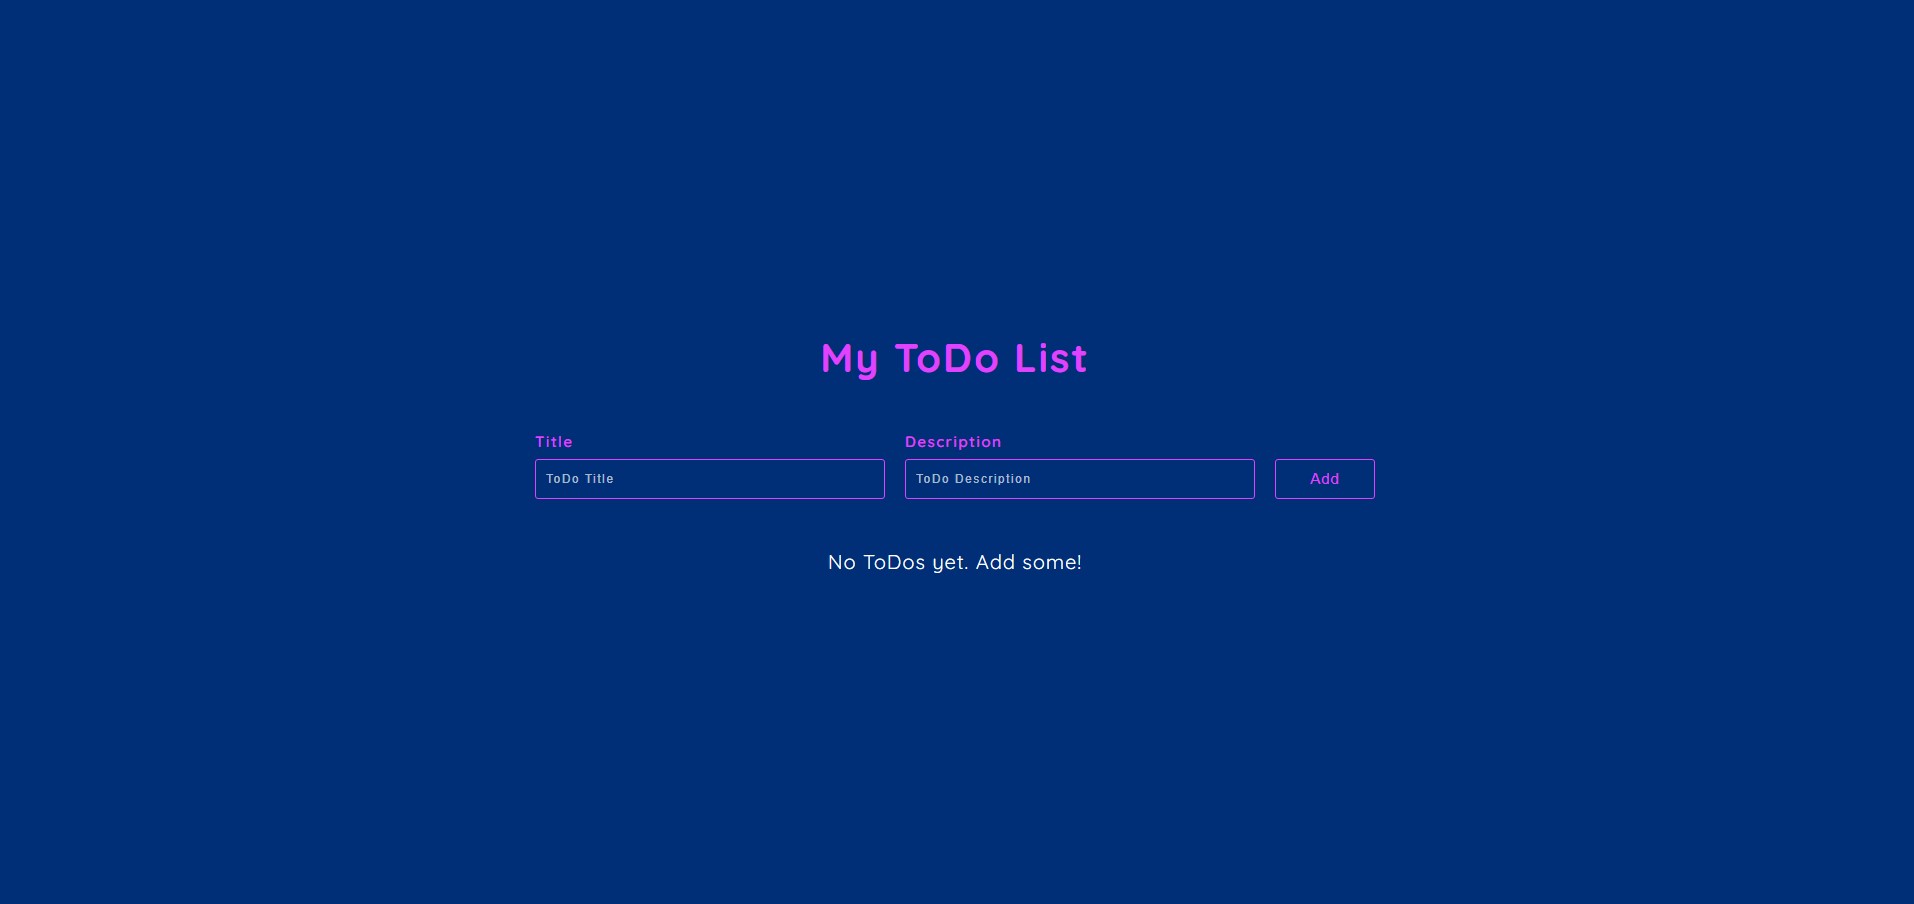 My ToDo List
Title
Description
ToDo Title
ToDo Description
Add
No ToDos yet. Add some!